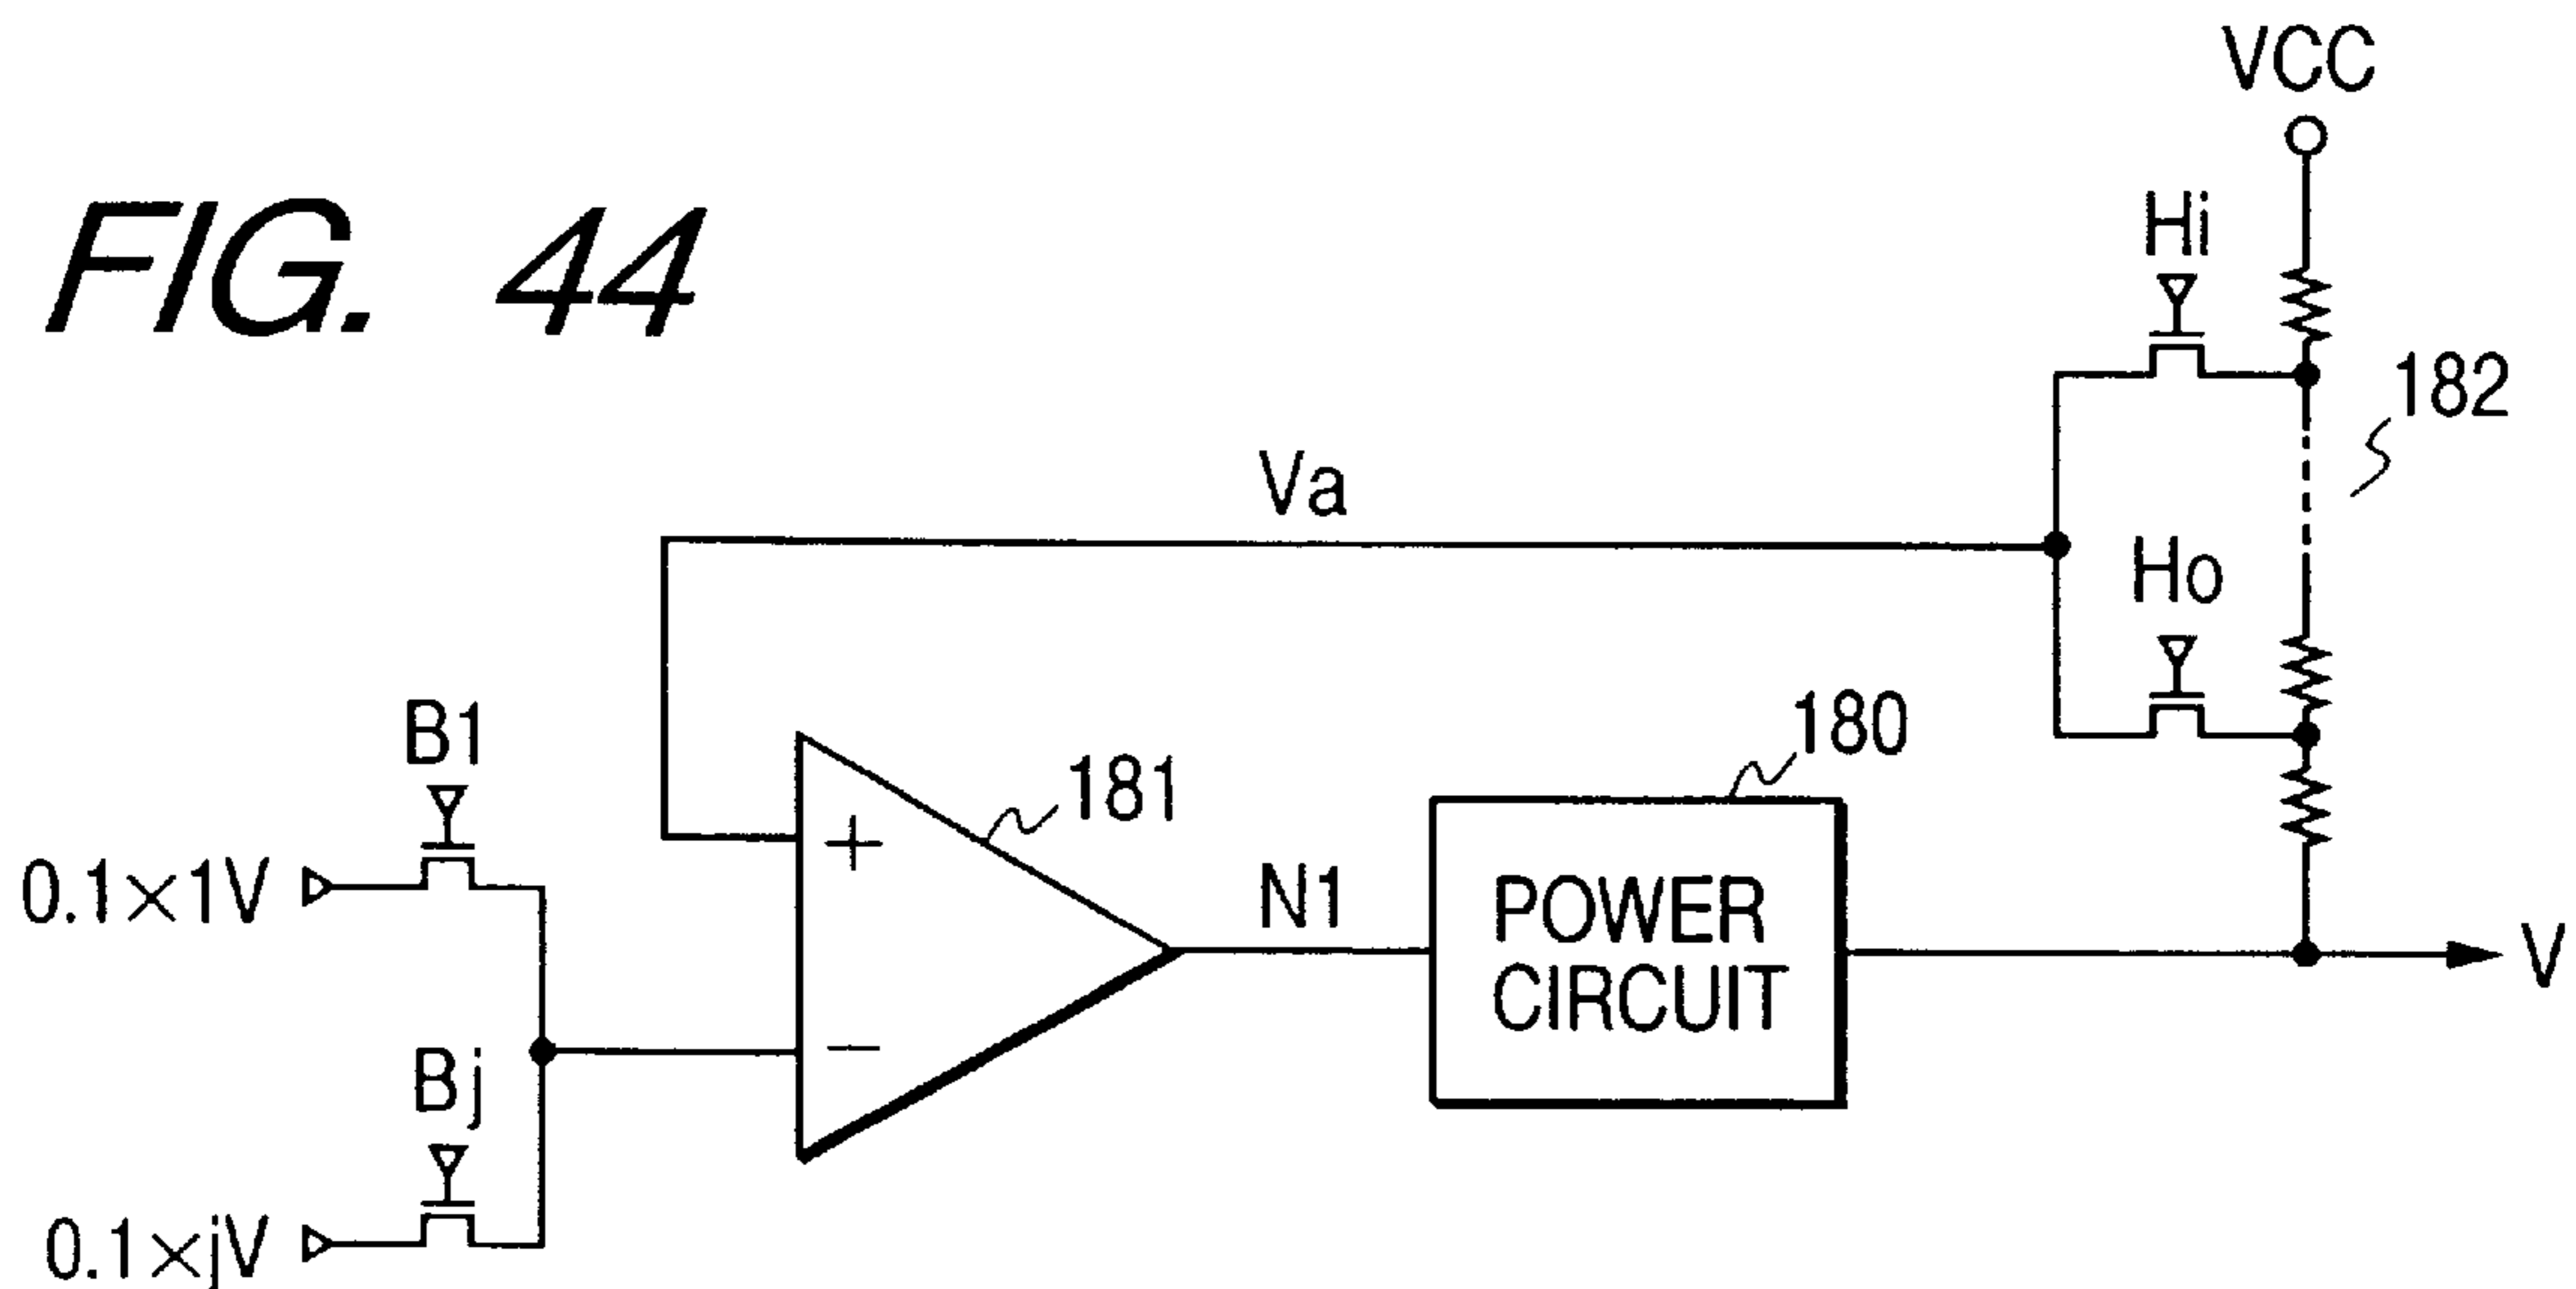 FIG. 44
VCC
Hi
182
Va
Ho
B1
181
180
0.1×1V
+
N1
POWER
CIRCUIT
V
Bj
−
0.1×jV